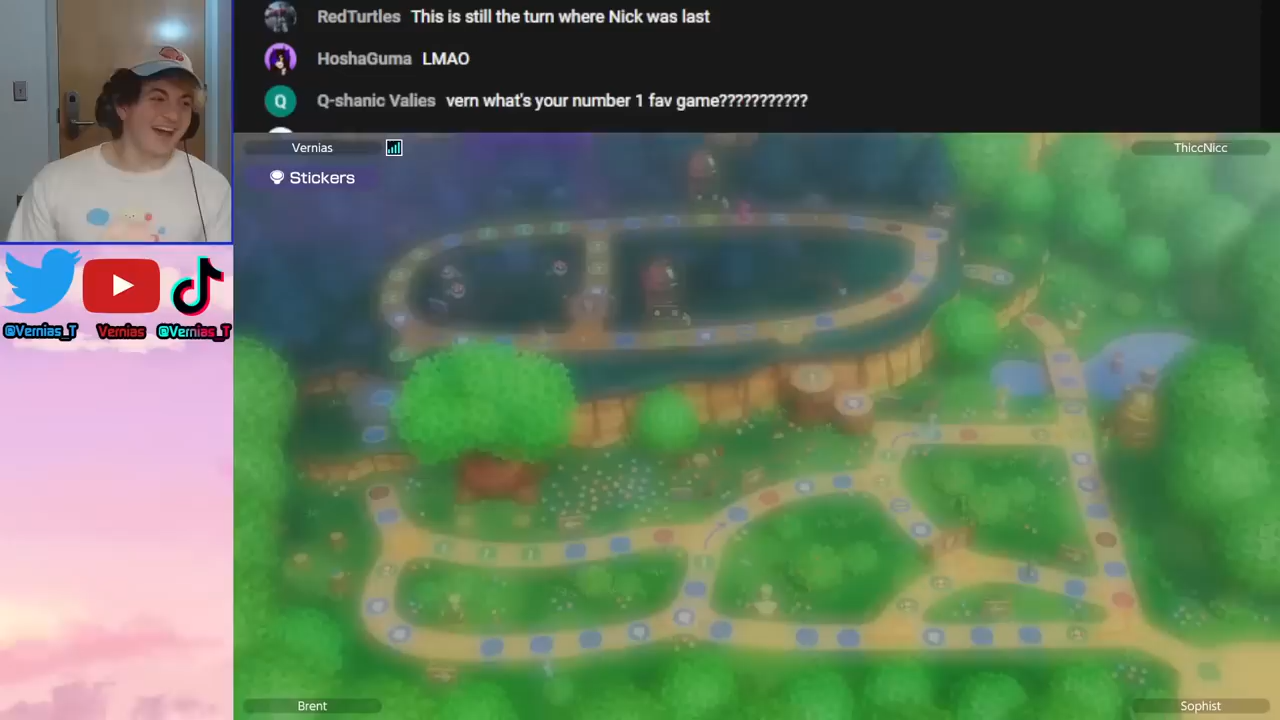 RedTurtles This is still the turn where Nick was last
HoshaGuma LMAO
Q Q-shanic Valies vern what's your number 1 fav game???????????
Vernias
ThiccNicc
Stickers
@Vernias_T Vernias @Vernias_T
Brent
Sophist